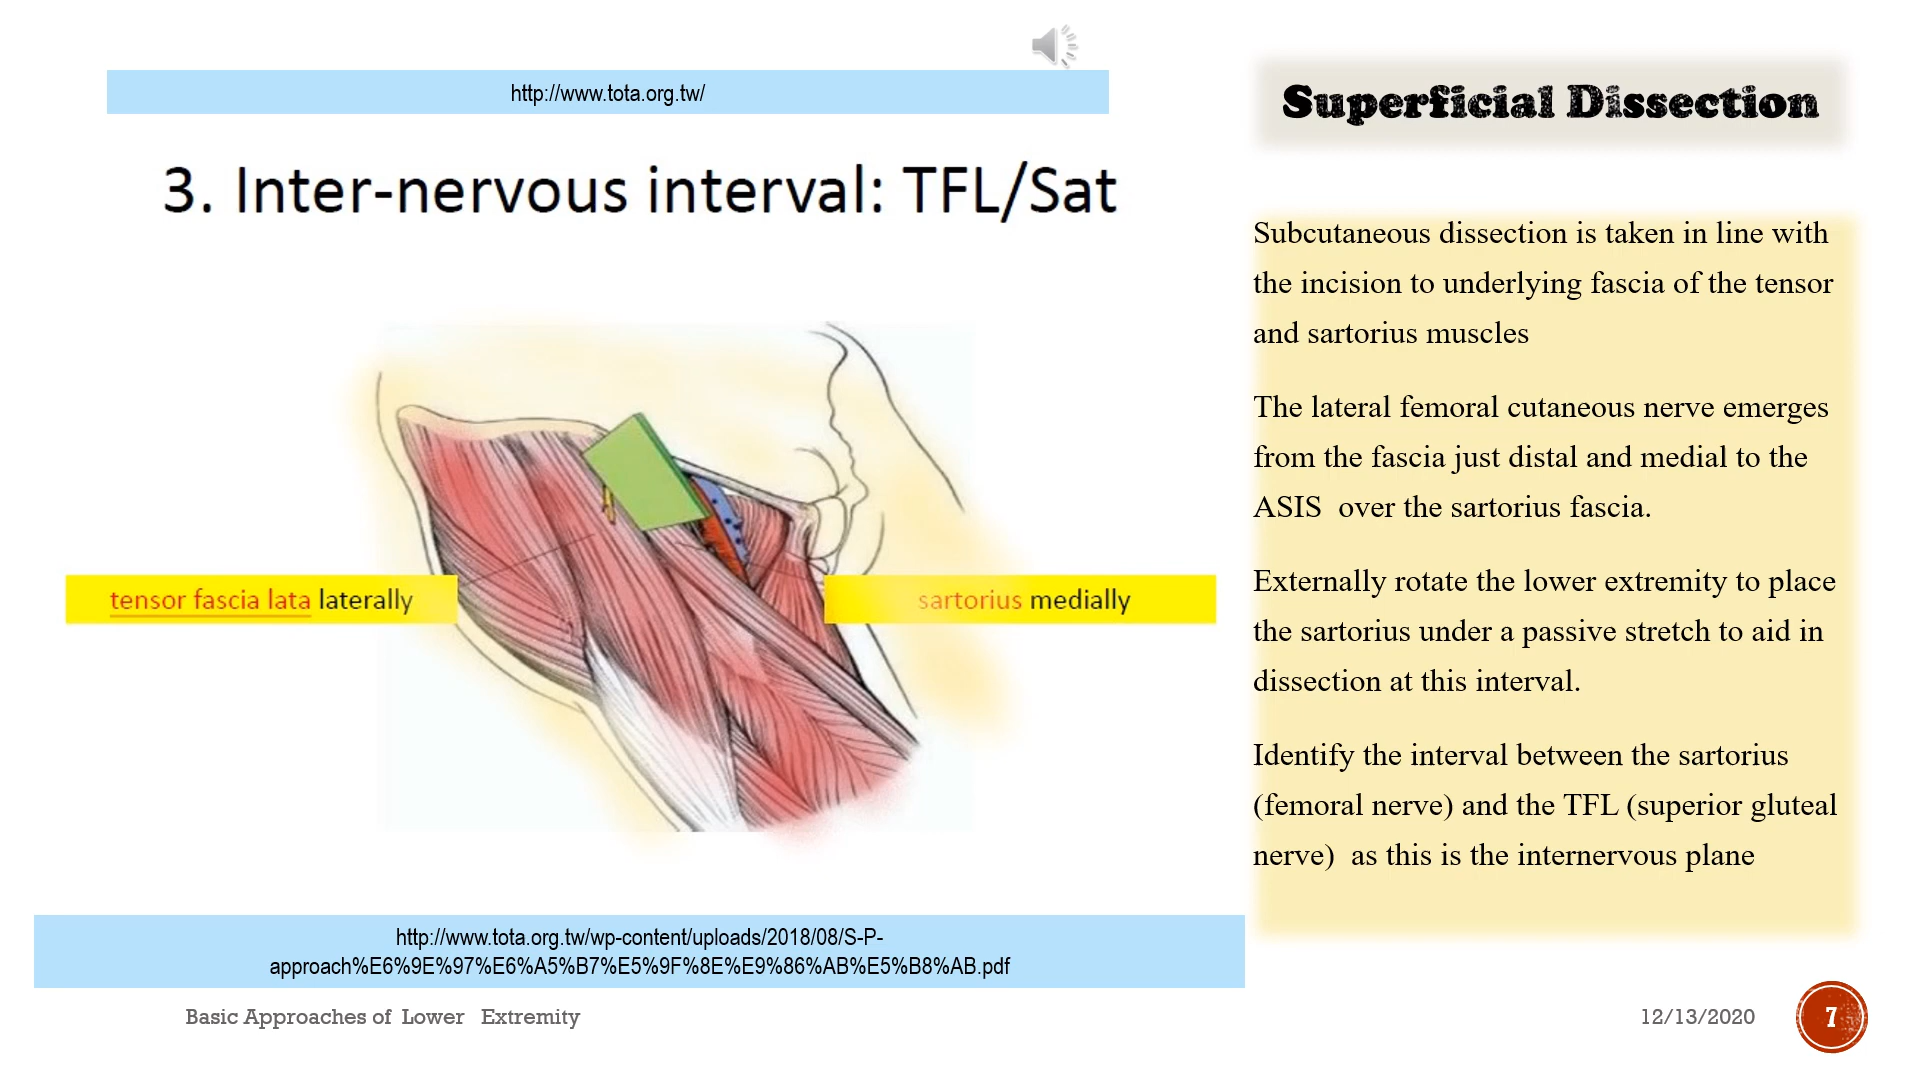 http://www.tota.org.tw/
3. Inter-nervous interval: TFL/Sat
tensor fascia lata laterally
sartorius medially
http://www.tota.org.tw/wp-content/uploads/2018/08/S-P-
approach%E6%9E%97%E6%A5%B7%E5%9F%8E%E9%86%AB%E5%B8%AB.pdf
Superficial Dissection
Subcutaneous dissection is taken in line with
the incision to underlying fascia of the tensor
and sartorius muscles
The lateral femoral cutaneous nerve emerges
from the fascia just distal and medial to the
ASIS  over the sartorius fascia.
Externally rotate the lower extremity to place
the sartorius under a passive stretch to aid in
dissection at this interval.
Identify the interval between the sartorius
(femoral nerve) and the TFL (superior gluteal
nerve)  as this is the internervous plane
Basic Approaches of Lower  Extremity
12/13/2020
7